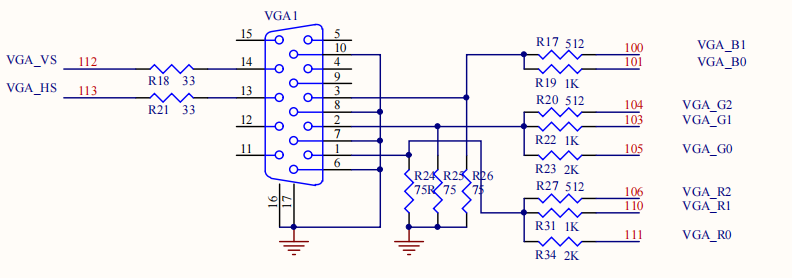 VGA1
15 5
10
VGA_VS 112 R18 33 14 4
9
VGA_HS 113 R21 33 13 3
8
12 2
7
11 1
6
16 17
R24 75R
R25 75
R26 75
R17 512 100 VGA_B1
R19 1K 101 VGA_B0
R20 512 104 VGA_G2
R22 1K 103 VGA_G1
R23 2K 105 VGA_G0
R27 512 106 VGA_R2
R31 1K 110 VGA_R1
R34 2K 111 VGA_R0